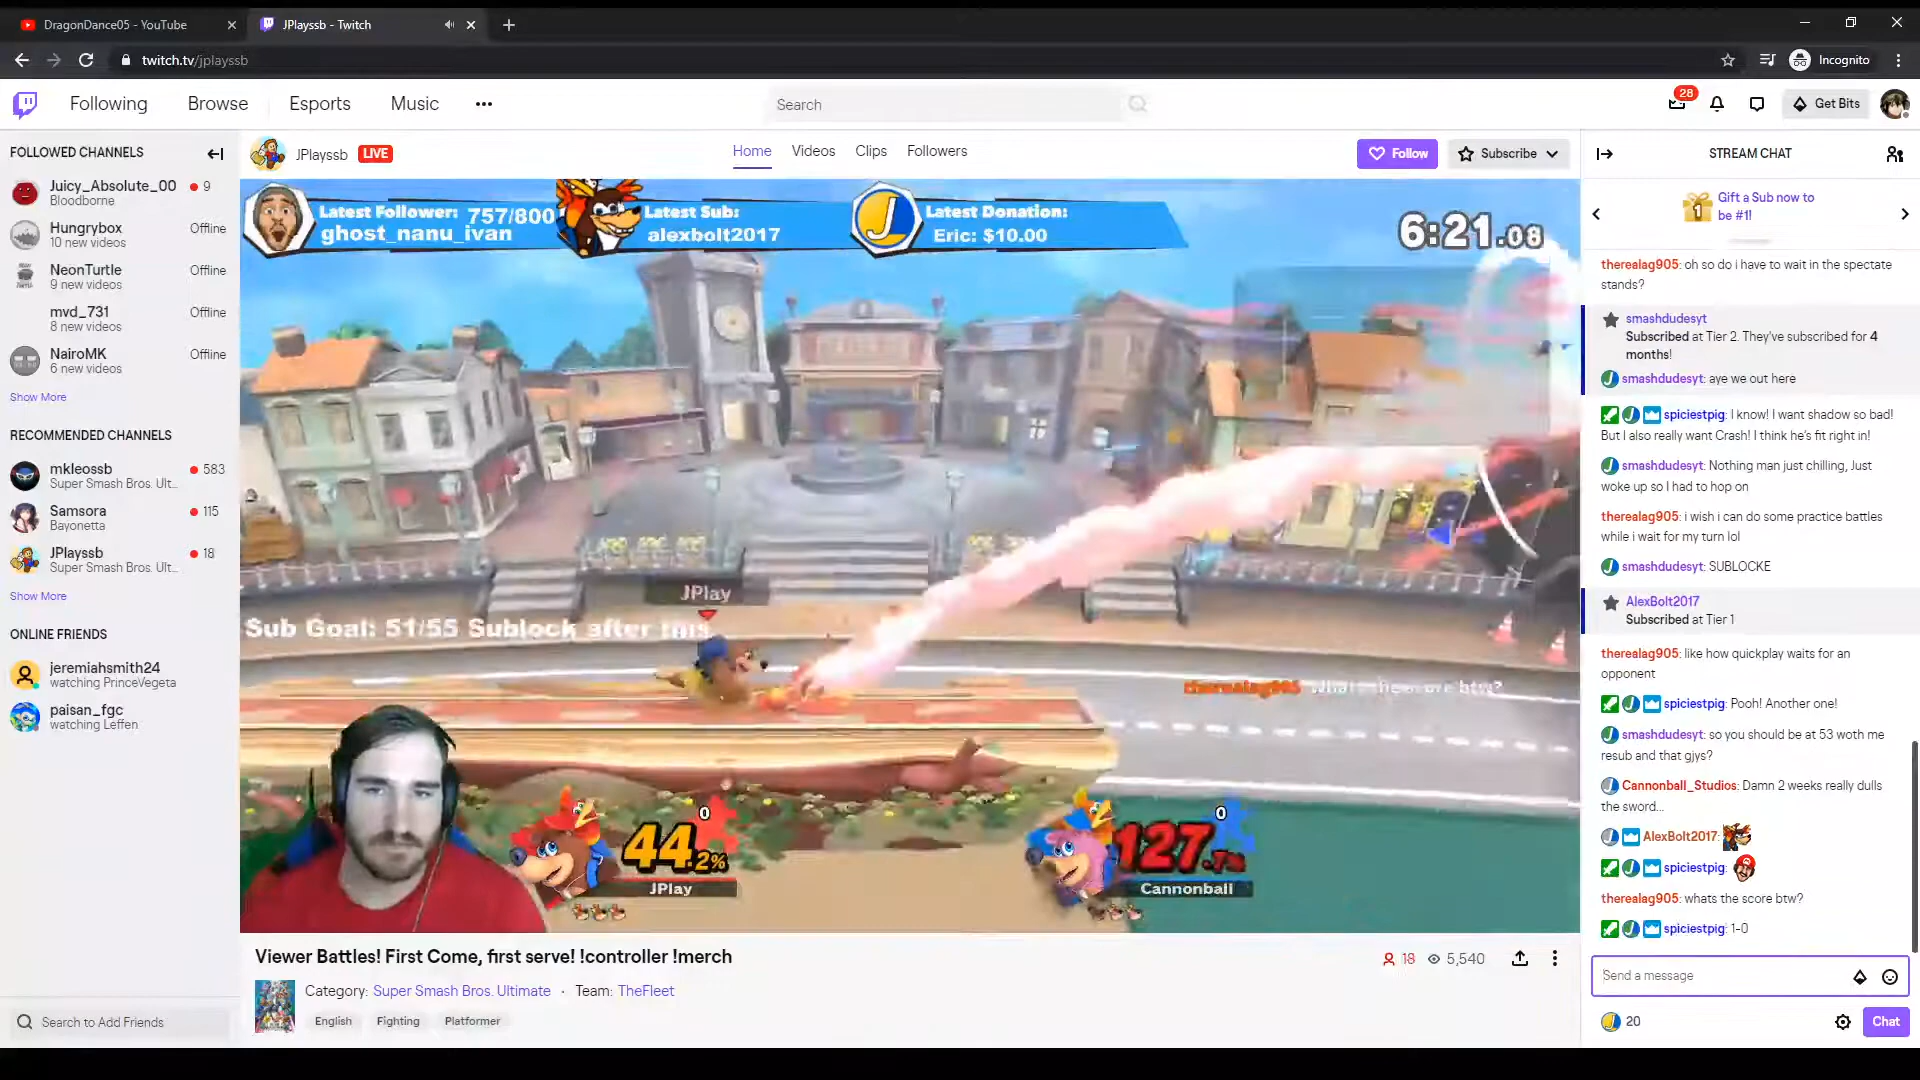 DragonDance05 - YouTube
JPlayssb - Twitch
twitch.tv/jplayssb
Incognito
Following
Browse
Esports
Music
Search
28
Get Bits
FOLLOWED CHANNELS
Juicy_Absolute_00
9
Bloodborne
Hungrybox
Offline
10 new videos
NeonTurtle
Offline
9 new videos
mvd_731
Offline
8 new videos
NairoMK
Offline
6 new videos
Show More
RECOMMENDED CHANNELS
mkleossb
583
Super Smash Bros. Ult...
Samsora
115
Bayonetta
JPlayssb
18
Super Smash Bros. Ult...
Show More
ONLINE FRIENDS
jeremiahsmith24
watching PrinceVegeta
paisan_fgc
watching Leffen
Search to Add Friends
JPlayssb
LIVE
Home
Videos
Clips
Followers
Follow
Subscribe
Latest Follower: 757/800
ghost_nanu_ivan
Latest Sub:
alexbolt2017
Latest Donation:
Eric: $10.00
6:21.08
JPlay
Sub Goal: 51/55 Sublock after this
therealag905 Whats the score btw?
0
44.2%
JPlay
0
127.
Cannonball
Viewer Battles! First Come, first serve! !controller !merch
18
5,540
Category: Super Smash Bros. Ultimate · Team: TheFleet
English
Fighting
Platformer
STREAM CHAT
1
Gift a Sub now to
be #1!
therealag905: oh so do i have to wait in the spectate
stands?
smashdudesyt
Subscribed at Tier 2. They've subscribed for 4
months!
smashdudesyt: aye we out here
spiciestpig: I know! I want shadow so bad!
But I also really want Crash! I think he's fit right in!
smashdudesyt: Nothing man just chilling, Just
woke up so I had to hop on
therealag905: i wish i can do some practice battles
while i wait for my turn lol
smashdudesyt: SUBLOCKE
AlexBolt2017
Subscribed at Tier 1
therealag905: like how quickplay waits for an
opponent
spiciestpig: Pooh! Another one!
smashdudesyt: so you should be at 53 woth me
resub and that gjys?
Cannonball_Studios: Damn 2 weeks really dulls
the sword...
AlexBolt2017:
spiciestpig:
therealag905: whats the score btw?
spiciestpig: 1-0
Send a message
20
Chat